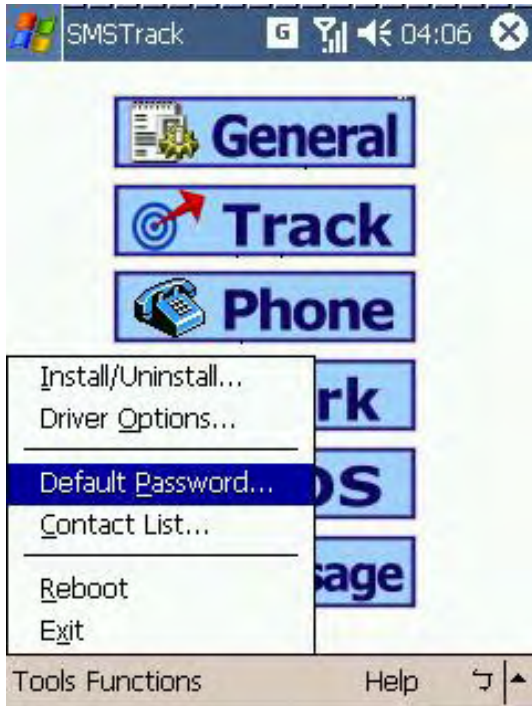 SMSTrack G 04:06
General
Track
Phone
Install/Uninstall...
rk
Driver Options...
Default Password...
OS
Contact List...
sage
Reboot
Exit
Tools Functions Help